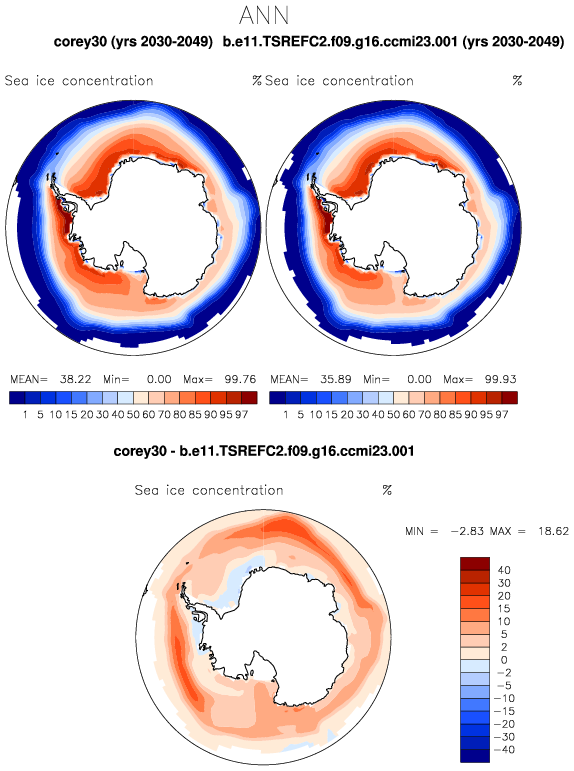 ANN
corey30 (yrs 2030-2049) b.e11.TSREFC2.f09.g16.ccmi23.001 (yrs 2030-2049)
Sea ice concentration % Sea ice concentration %
MEAN= 38.22 Min= 0.00 Max= 99.76 MEAN= 35.89 Min= 0.00 Max= 99.93
1 5 10 15 20 30 40 50 60 70 80 85 90 95 97 1 5 10 15 20 30 40 50 60 70 80 85 90 95 97
corey30 - b.e11.TSREFC2.f09.g16.ccmi23.001
Sea ice concentration %
MIN = -2.83 MAX = 18.62
40
30
20
15
10
5
2
0
-2
-5
-10
-15
-20
-30
-40